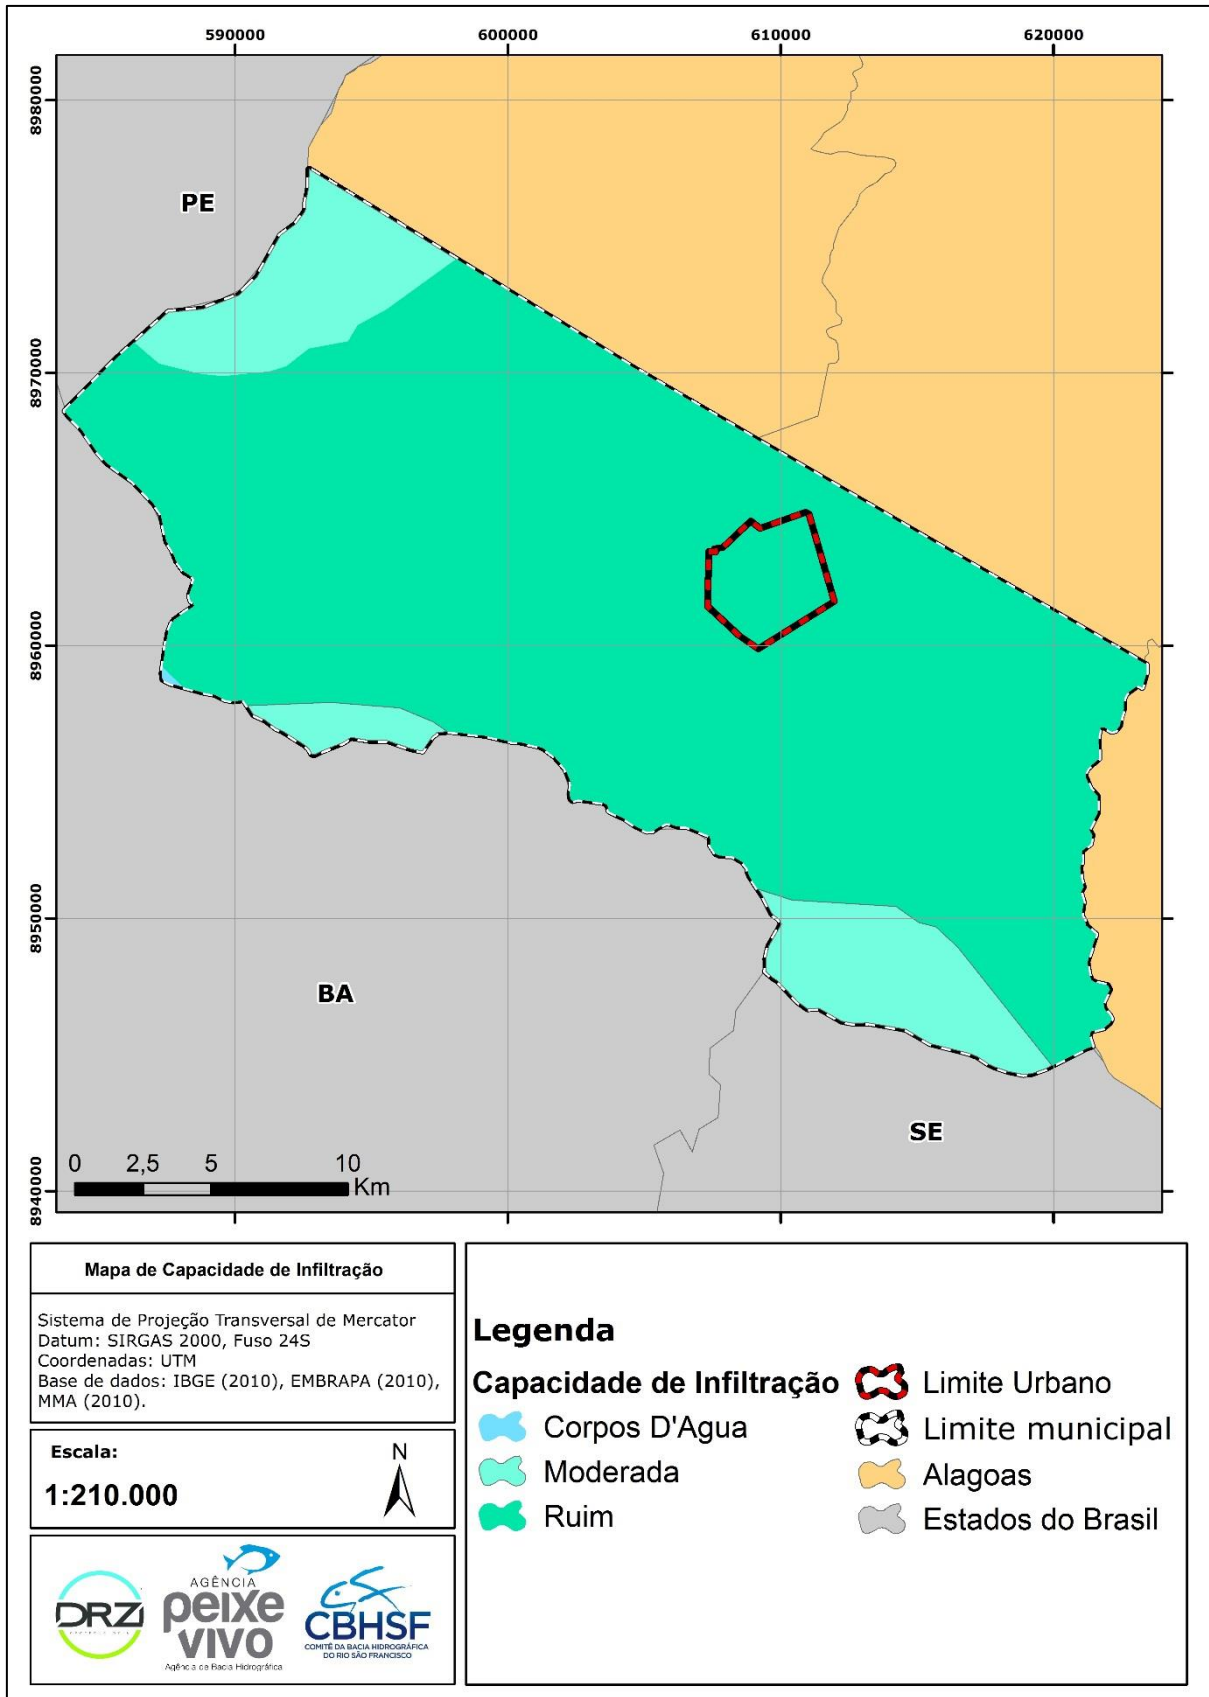 590000
600000
610000
620000
8980000
8970000
8960000
8950000
8940000
PE
BA
SE
0 2,5 5 10
Km
Mapa de Capacidade de Infiltração
Sistema de Projeção Transversal de Mercator
Datum: SIRGAS 2000, Fuso 24S
Coordenadas: UTM
Base de dados: IBGE (2010), EMBRAPA (2010),
MMA (2010).
Escala:
1:210.000
N
DRZ
AGÊNCIA
peixe
vivo
Agência de Bacia Hidrográfica
CBHSF
COMITÊ DA BACIA HIDROGRÁFICA
DO RIO SÃO FRANCISCO
Legenda
Capacidade de Infiltração
Corpos D'Agua
Moderada
Ruim
Limite Urbano
Limite municipal
Alagoas
Estados do Brasil